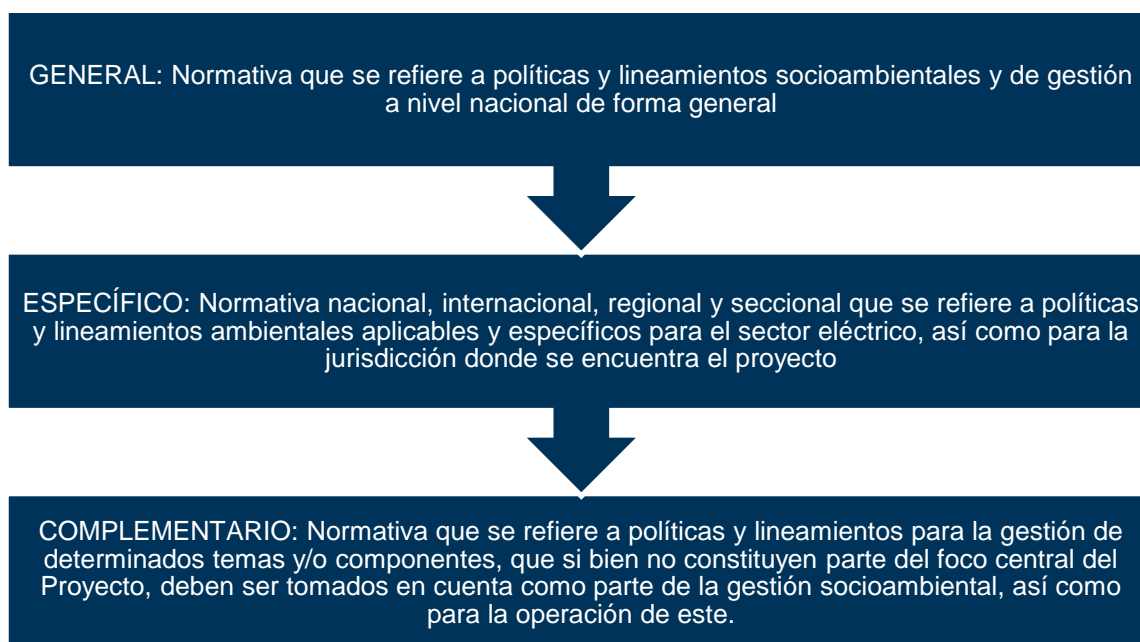 GENERAL: Normativa que se refiere a políticas y lineamientos socioambientales y de gestión
a nivel nacional de forma general
ESPECÍFICO: Normativa nacional, internacional, regional y seccional que se refiere a políticas
y lineamientos ambientales aplicables y específicos para el sector eléctrico, así como para la
jurisdicción donde se encuentra el proyecto
COMPLEMENTARIO: Normativa que se refiere a políticas y lineamientos para la gestión de
determinados temas y/o componentes, que si bien no constituyen parte del foco central del
Proyecto, deben ser tomados en cuenta como parte de la gestión socioambiental, así como
para la operación de este.